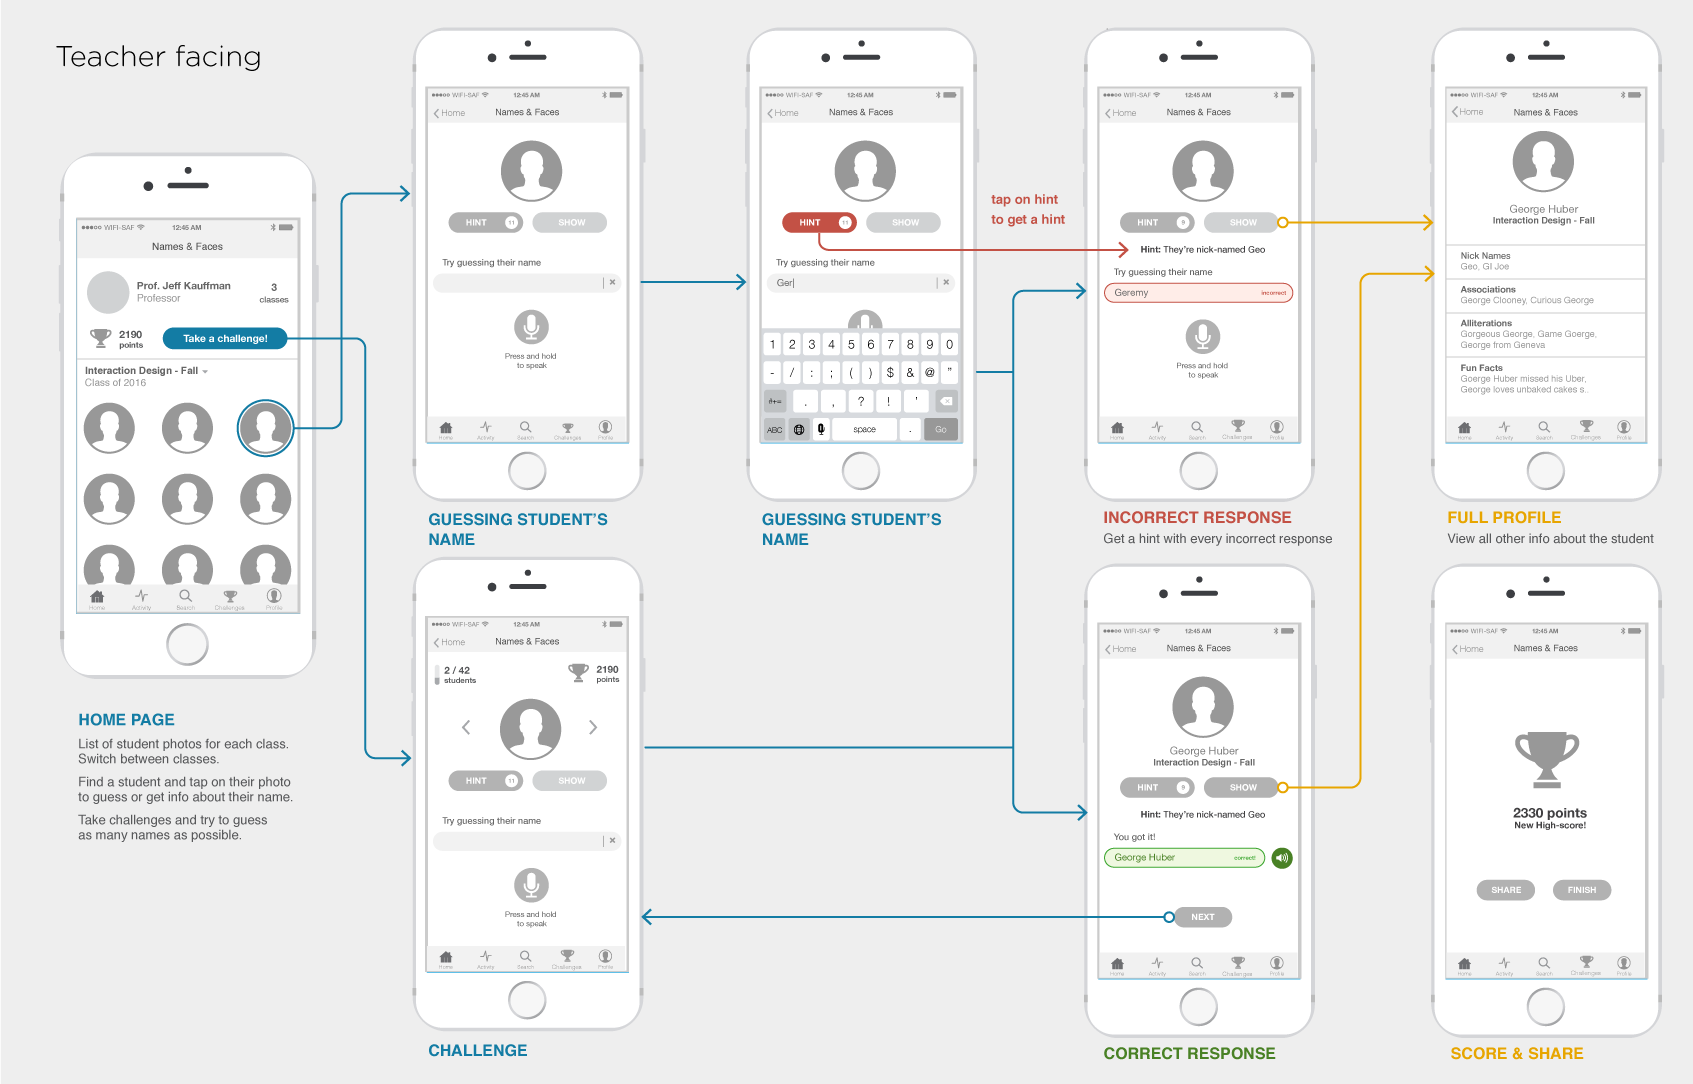 Teacher facing
WIFI-SAF
12:45 AM
Names & Faces
Prof. Jeff Kauffman
Professor
3
classes
2190
points
Take a challenge!
Interaction Design - Fall
Class of 2016
Home
Activity
Search
Challenges
Profile
HOME PAGE
List of student photos for each class.
Switch between classes.
Find a student and tap on their photo
to guess or get info about their name.
Take challenges and try to guess
as many names as possible.
WIFI-SAF
12:45 AM
Home
Names & Faces
HINT
11
SHOW
Try guessing their name
Press and hold
to speak
Home
Activity
Search
Challenges
Profile
GUESSING STUDENT'S
NAME
WIFI-SAF
12:45 AM
Home
Names & Faces
HINT
11
SHOW
Try guessing their name
Ger
1 2 3 4 5 6 7 8 9 0
- / : ; ( ) $ & @ "
#+= . , ? ! '
ABC space . Go
GUESSING STUDENT'S
NAME
tap on hint
to get a hint
WIFI-SAF
12:45 AM
Home
Names & Faces
HINT
9
SHOW
Hint: They're nick-named Geo
Try guessing their name
Geremy
incorrect
Press and hold
to speak
Home
Activity
Search
Challenges
Profile
INCORRECT RESPONSE
Get a hint with every incorrect response
WIFI-SAF
12:45 AM
Home
Names & Faces
George Huber
Interaction Design - Fall
Nick Names
Geo, GI Joe
Associations
George Clooney, Curious George
Alliterations
Gorgeous George, Game Goerge,
George from Geneva
Fun Facts
Goerge Huber missed his Uber,
George loves unbaked cakes s..
Home
Activity
Search
Challenges
Profile
FULL PROFILE
View all other info about the student
WIFI-SAF
12:45 AM
Home
Names & Faces
2 / 42
students
2190
points
HINT
11
SHOW
Try guessing their name
Press and hold
to speak
Home
Activity
Search
Challenges
Profile
CHALLENGE
WIFI-SAF
12:45 AM
Home
Names & Faces
George Huber
Interaction Design - Fall
HINT
9
SHOW
Hint: They're nick-named Geo
You got it!
George Huber
correct!
NEXT
Home
Activity
Search
Challenges
Profile
CORRECT RESPONSE
WIFI-SAF
12:45 AM
Home
Names & Faces
2330 points
New High-score!
SHARE
FINISH
Home
Activity
Search
Challenges
Profile
SCORE & SHARE